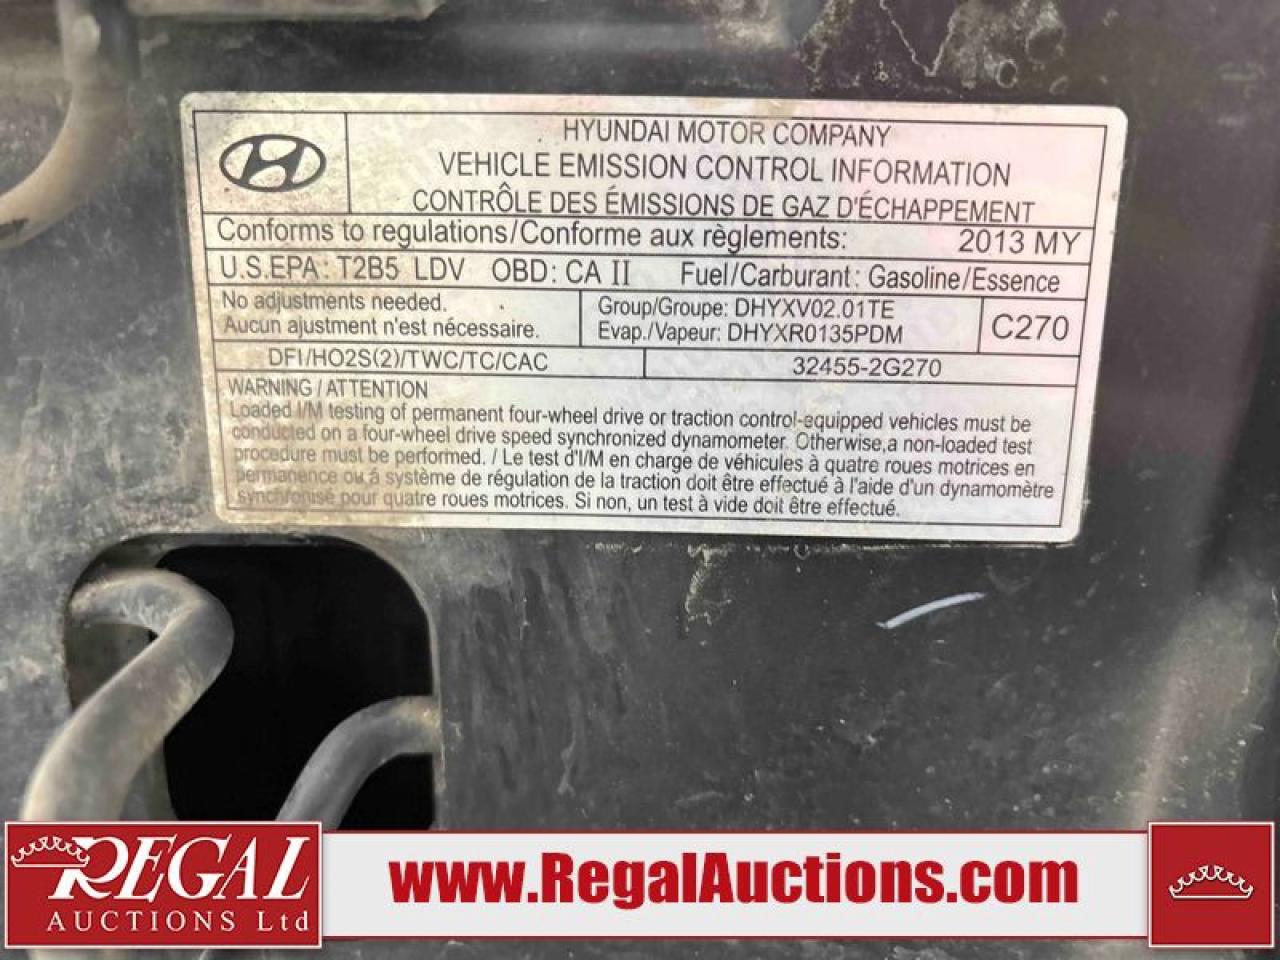 HYUNDAI MOTOR COMPANY
VEHICLE EMISSION CONTROL INFORMATION
CONTRÔLE DES ÉMISSIONS DE GAZ D'ÉCHAPPEMENT
Conforms to regulations/Conforme aux règlements: 2013 MY
U.S.EPA: T2B5 LDV OBD: CA II Fuel/Carburant: Gasoline/Essence
No adjustments needed.
Aucun ajustment n'est nécessaire.
Group/Groupe: DHYXV02.01TE
Evap./Vapeur: DHYXR0135PDM
C270
DFI/HO2S(2)/TWC/TC/CAC
32455-2G270
WARNING / ATTENTION
Loaded I/M testing of permanent four-wheel drive or traction control-equipped vehicles must be
conducted on a four-wheel drive speed synchronized dynamometer. Otherwise,a non-loaded test
procedure must be performed. / Le test d'I/M en charge de véhicules à quatre roues motrices en
permanence ou á système de régulation de la traction doit être effectué à l'aide d'un dynamomètre
synchronisé pour quatre roues motrices. Si non, un test à vide doit être effectué.
REGAL
AUCTIONS Ltd
www.RegalAuctions.com